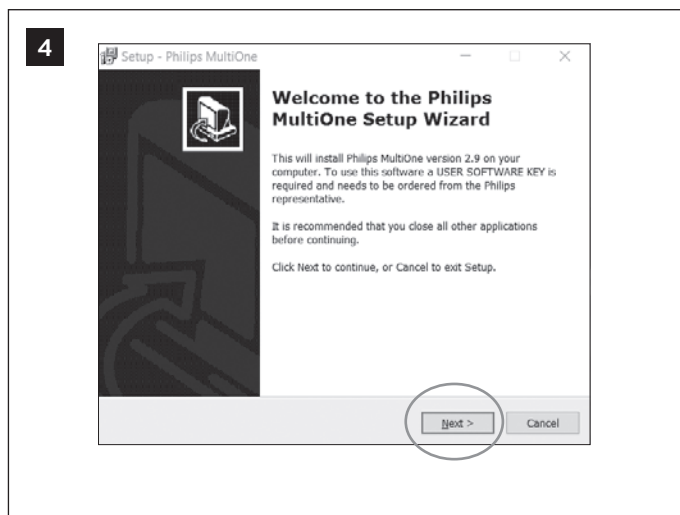 4
Setup - Philips MultiOne
Welcome to the Philips
MultiOne Setup Wizard
This will install Philips MultiOne version 2.9 on your
computer. To use this software a USER SOFTWARE KEY is
required and needs to be ordered from the Philips
representative.
It is recommended that you close all other applications
before continuing.
Click Next to continue, or Cancel to exit Setup.
Next >
Cancel